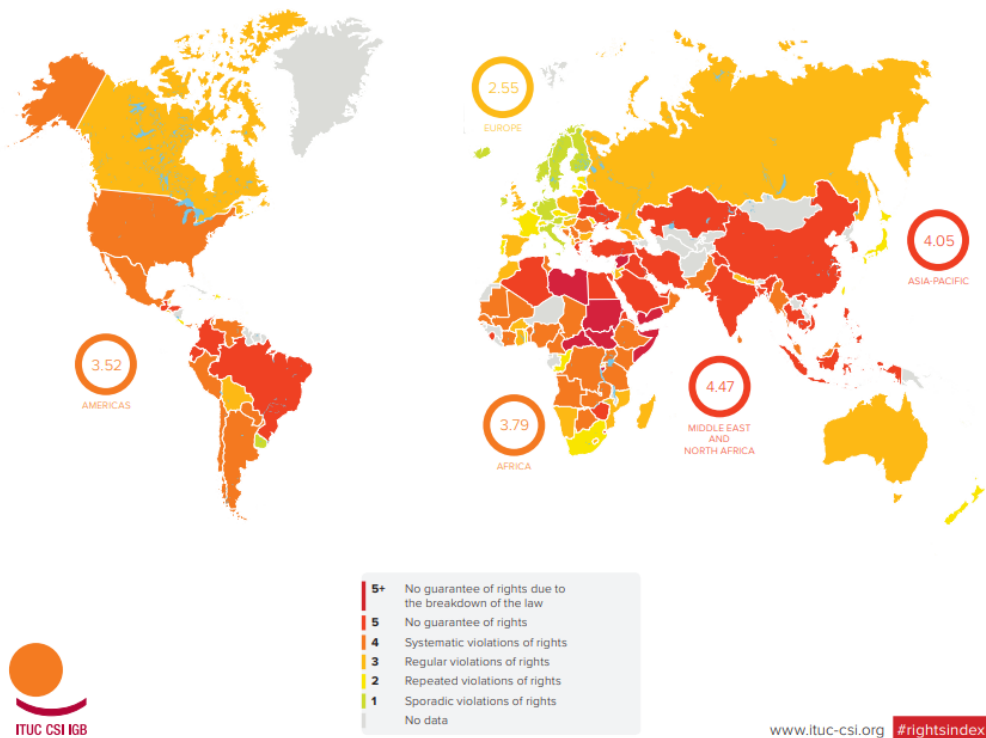 2.55
EUROPE
4.05
ASIA-PACIFIC
3.52
AMERICAS
4.47
MIDDLE EAST
AND
NORTH AFRICA
3.79
AFRICA
5+ No guarantee of rights due to
the breakdown of the law
5 No guarantee of rights
4 Systematic violations of rights
3 Regular violations of rights
2 Repeated violations of rights
1 Sporadic violations of rights
No data
ITUC CSI IGB
www.ituc-csi.org #rightsindex